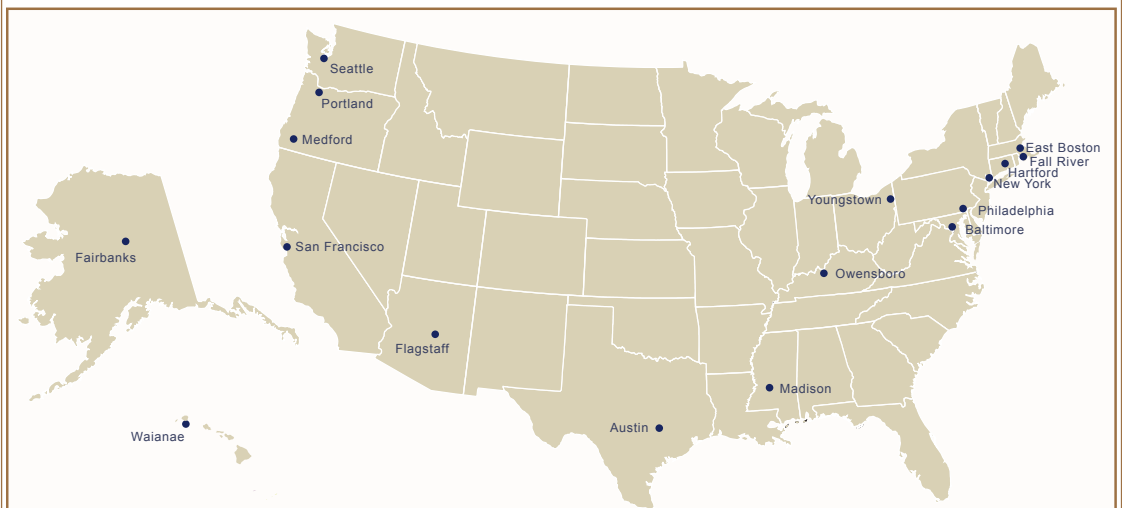 Seattle
Portland
Medford
East Boston
Fall River
Hartford
New York
Youngstown
Philadelphia
Baltimore
San Francisco
Fairbanks
Owensboro
Flagstaff
Madison
Austin
Waianae